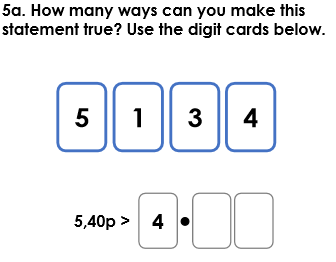 5a. How many ways can you make this
statement true? Use the digit cards below.
5 1 3 4
5,40p > 4 •